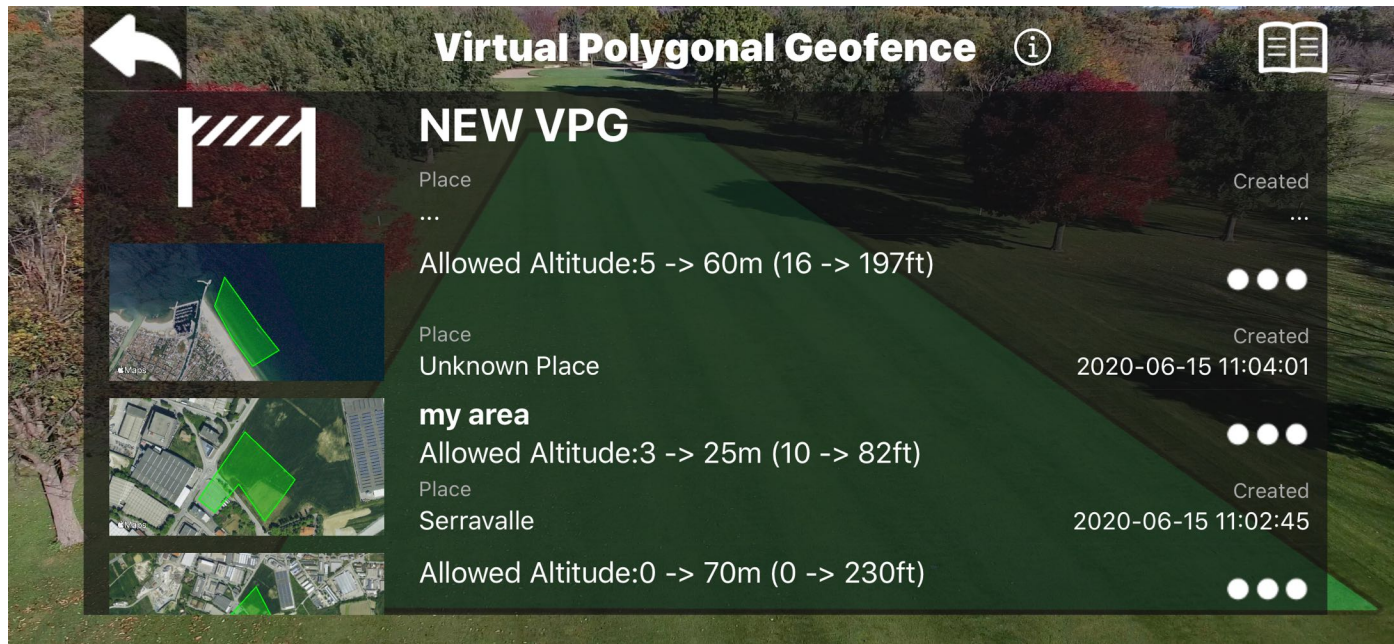 Virtual Polygonal Geofence
NEW VPG
Place
Created
...
...
Allowed Altitude:5 -> 60m (16 -> 197ft)
Place
Created
Unknown Place
2020-06-15 11:04:01
Maps
my area
Allowed Altitude:3 -> 25m (10 -> 82ft)
Place
Created
Serravalle
2020-06-15 11:02:45
Maps
Allowed Altitude:0 -> 70m (0 -> 230ft)